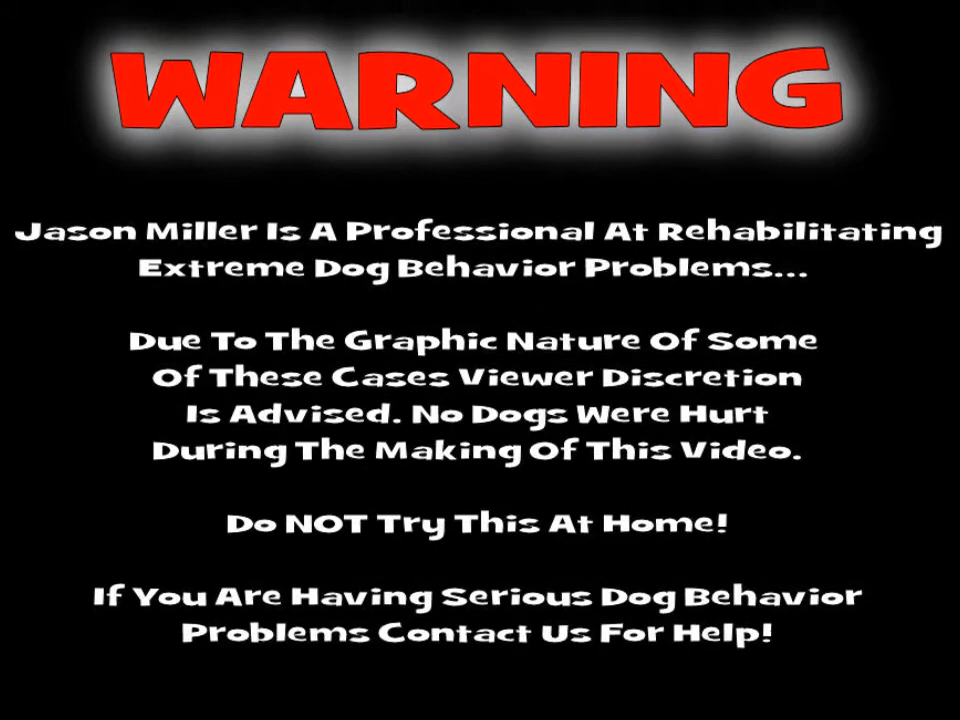 WARNING
Jason Miller Is A Professional At Rehabilitating
Extreme Dog Behavior Problems...
Due To The Graphic Nature Of Some
Of These Cases Viewer Discretion
Is Advised. No Dogs Were Hurt
During The Making Of This Video.
Do NOT Try This At Home!
If You Are Having Serious Dog Behavior
Problems Contact Us For Help!